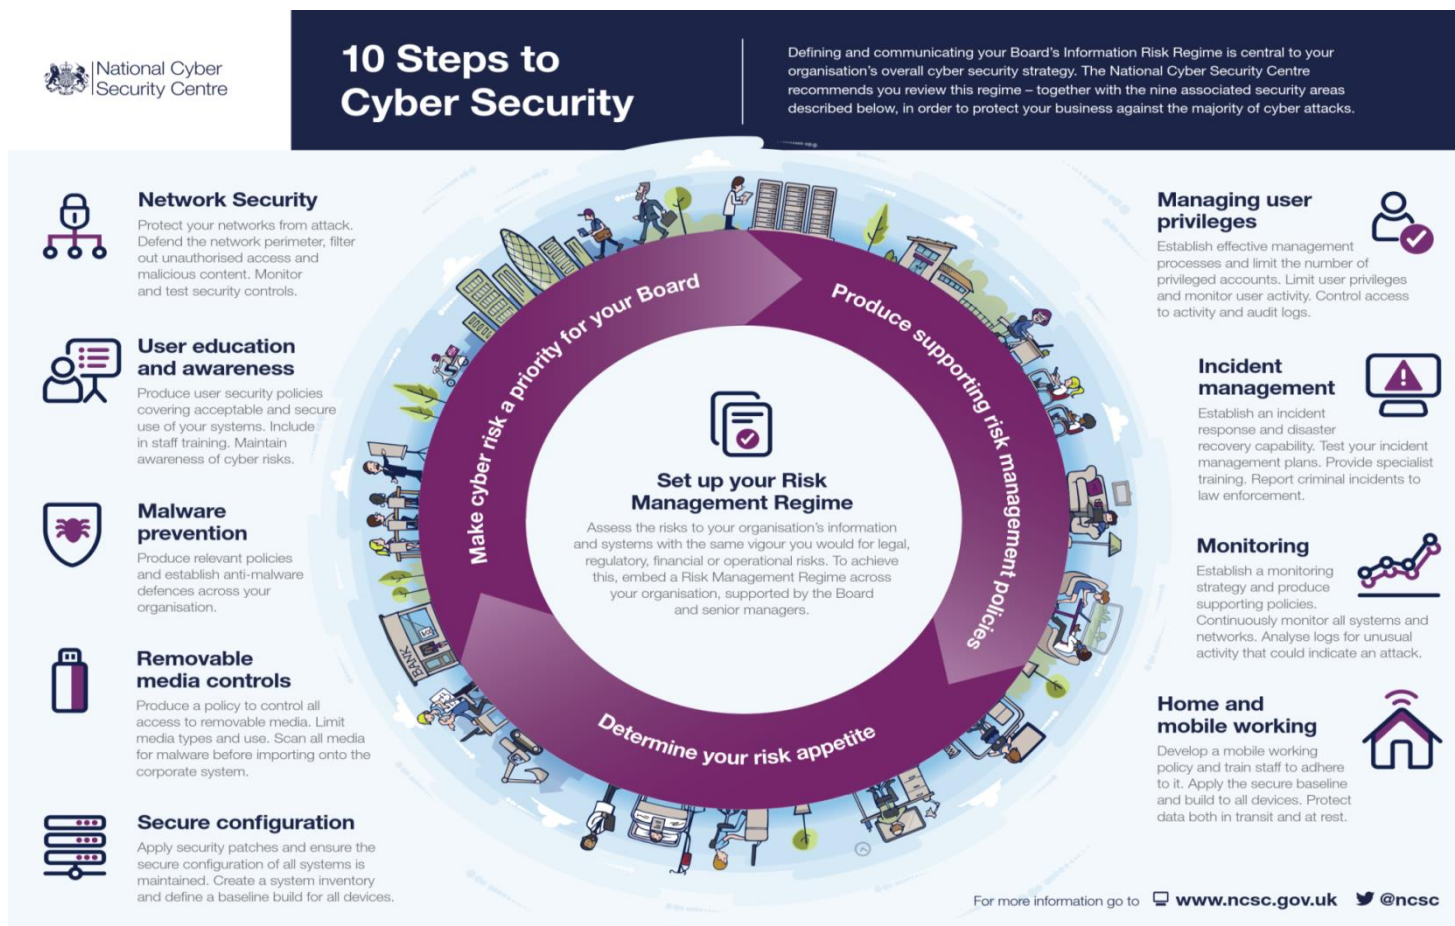 National Cyber
Security Centre
10 Steps to
Cyber Security
Defining and communicating your Board's Information Risk Regime is central to your
organisation's overall cyber security strategy. The National Cyber Security Centre
recommends you review this regime – together with the nine associated security areas
described below, in order to protect your business against the majority of cyber attacks.
Network Security
Protect your networks from attack.
Defend the network perimeter, filter
out unauthorised access and
malicious content. Monitor
and test security controls.
User education
and awareness
Produce user security policies
covering acceptable and secure
use of your systems. Include
in staff training. Maintain
awareness of cyber risks.
Malware
prevention
Produce relevant policies
and establish anti-malware
defences across your
organisation.
Removable
media controls
Produce a policy to control all
access to removable media. Limit
media types and use. Scan all media
for malware before importing onto the
corporate system.
Secure configuration
Apply security patches and ensure the
secure configuration of all systems is
maintained. Create a system inventory
and define a baseline build for all devices.
Make cyber risk a priority for your Board
Produce supporting risk management policies
Determine your risk appetite
BANK
Set up your Risk
Management Regime
Assess the risks to your organisation's information
and systems with the same vigour you would for legal,
regulatory, financial or operational risks. To achieve
this, embed a Risk Management Regime across
your organisation, supported by the Board
and senior managers.
Managing user
privileges
Establish effective management
processes and limit the number of
privileged accounts. Limit user privileges
and monitor user activity. Control access
to activity and audit logs.
Incident
management
Establish an incident
response and disaster
recovery capability. Test your incident
management plans. Provide specialist
training. Report criminal incidents to
law enforcement.
Monitoring
Establish a monitoring
strategy and produce
supporting policies.
Continuously monitor all systems and
networks. Analyse logs for unusual
activity that could indicate an attack.
Home and
mobile working
Develop a mobile working
policy and train staff to adhere
to it. Apply the secure baseline
and build to all devices. Protect
data both in transit and at rest.
For more information go to www.ncsc.gov.uk @ncsc